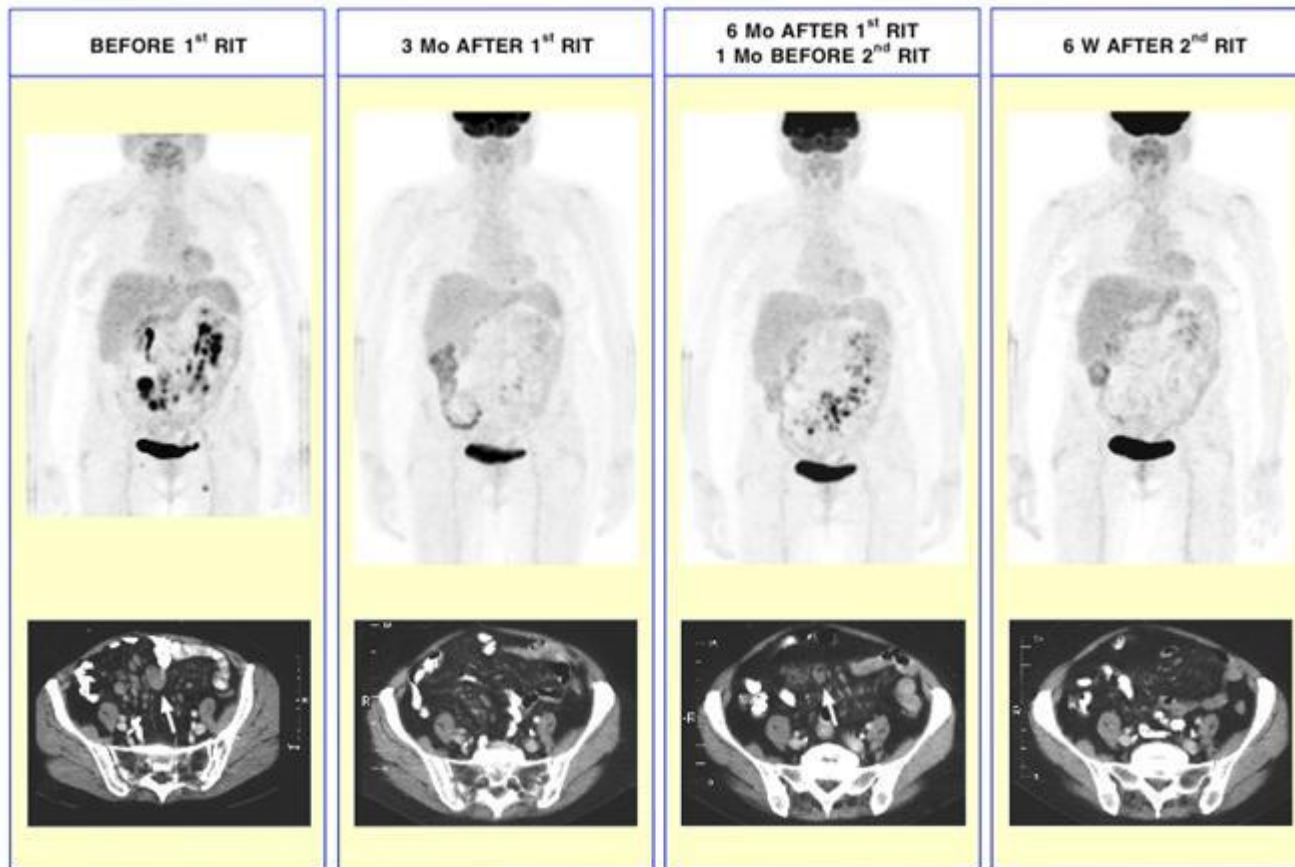 BEFORE 1st RIT
3 Mo AFTER 1st RIT
6 Mo AFTER 1st RIT
1 Mo BEFORE 2nd RIT
6 W AFTER 2nd RIT
R